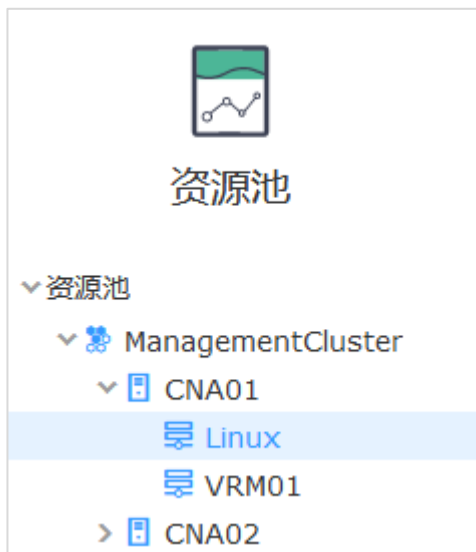 资源池
资源池
ManagementCluster
CNA01
Linux
VRM01
CNA02